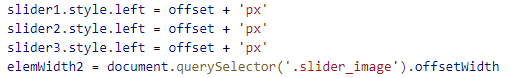 slider1.style.left = offset + 'px'
slider2.style.left = offset + 'px'
slider3.style.left = offset + 'px'
elemWidth2 = document.querySelector('.slider_image').offsetWidth